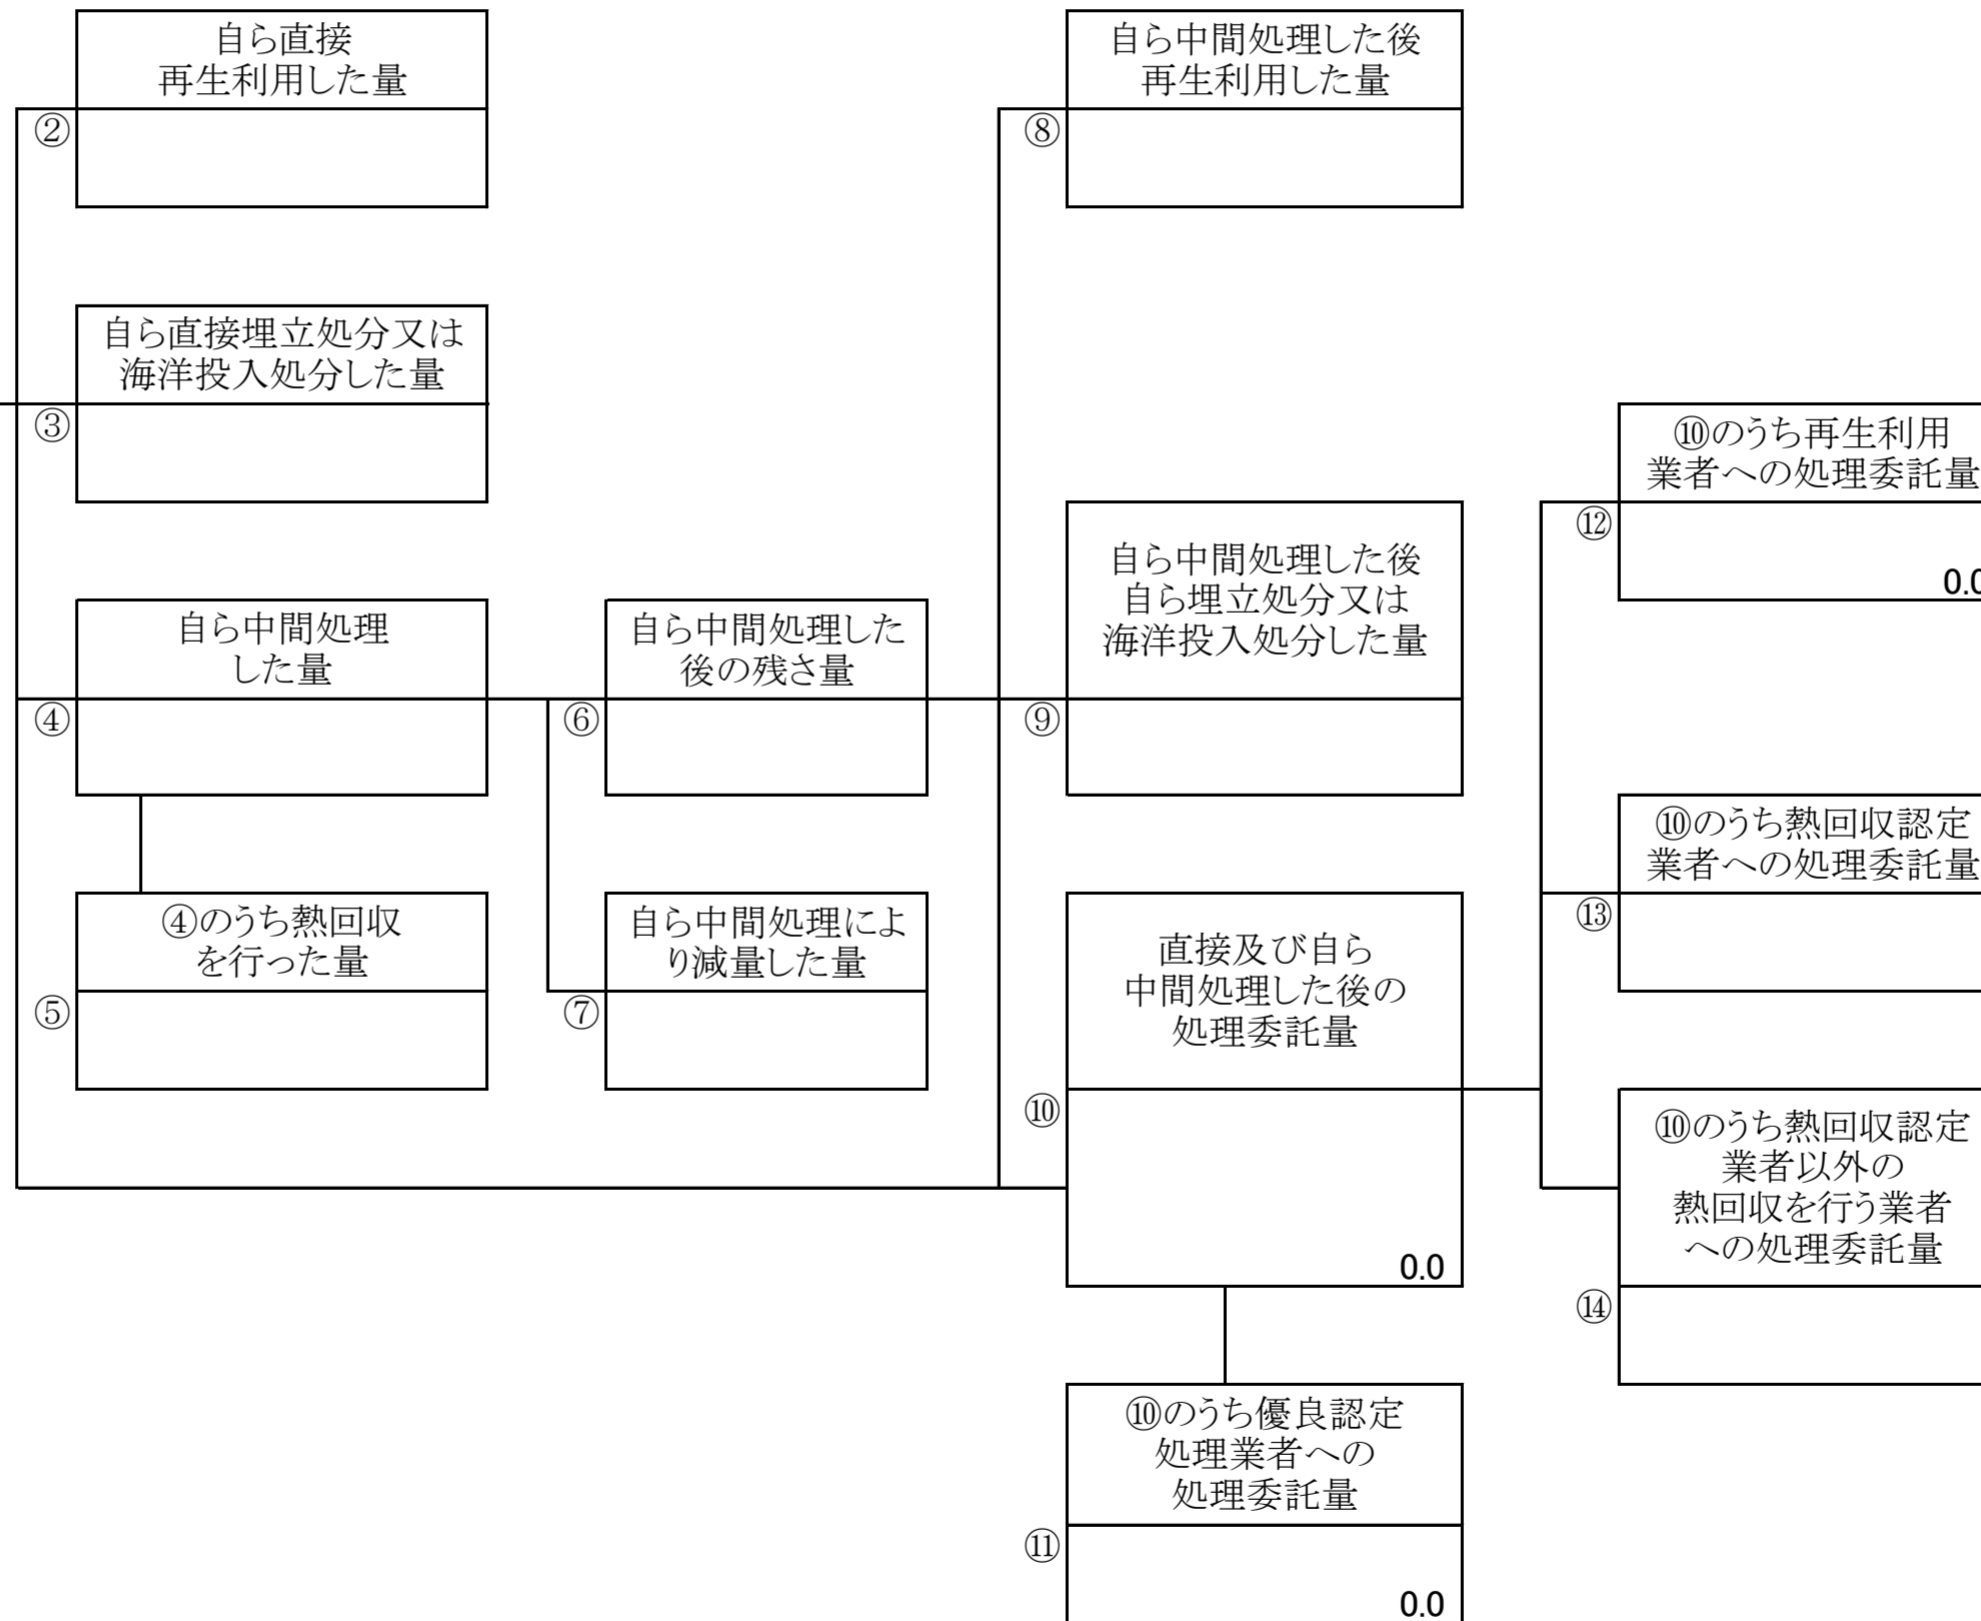 自ら直接
再生利用した量
②
自ら中間処理した後
再生利用した量
⑧
自ら直接埋立処分又は
海洋投入処分した量
③
⑩のうち再生利用
業者への処理委託量
⑫
0.0
自ら中間処理した後
自ら埋立処分又は
海洋投入処分した量
⑨
自ら中間処理
した量
④
自ら中間処理した
後の残さ量
⑥
⑩のうち熱回収認定
業者への処理委託量
⑬
④のうち熱回収
を行った量
⑤
自ら中間処理によ
り減量した量
⑦
直接及び自ら
中間処理した後の
処理委託量
⑩
0.0
⑩のうち熱回収認定
業者以外の
熱回収を行う業者
への処理委託量
⑭
⑩のうち優良認定
処理業者への
処理委託量
⑪
0.0